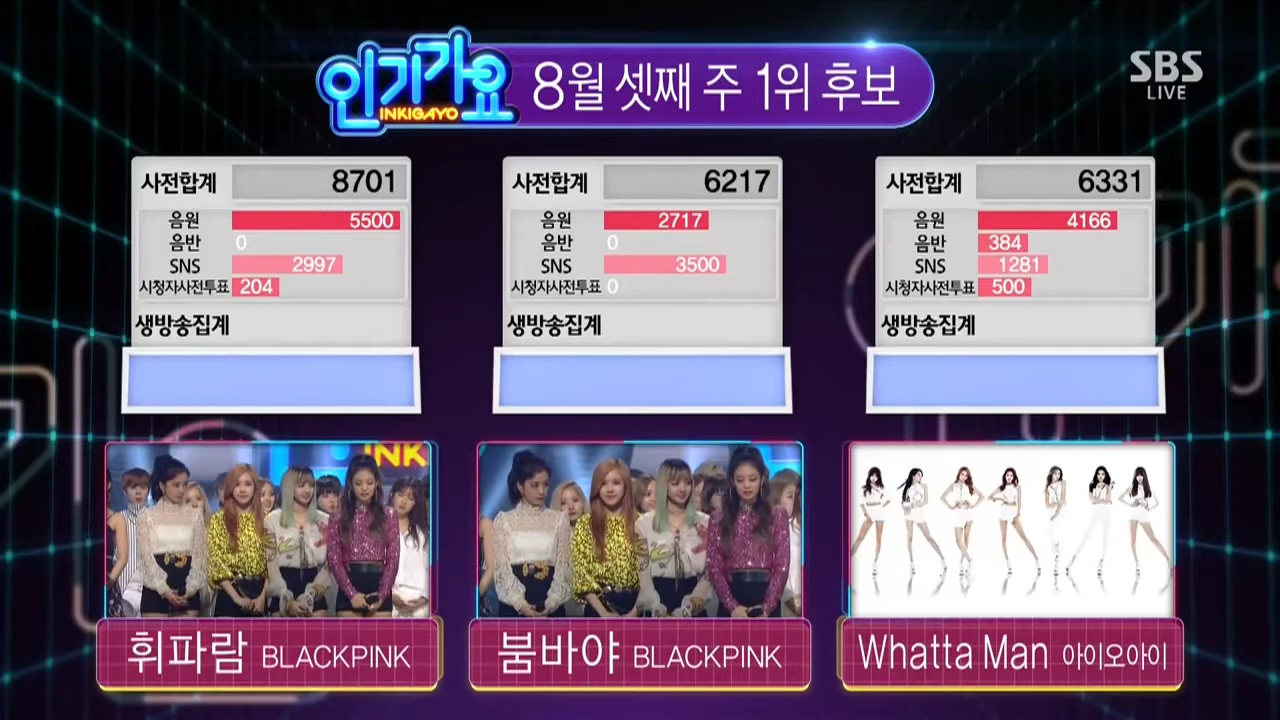 인기가요
INKIGAYO
8월 셋째 주 1위 후보
SBS
LIVE
사전합계 8701
음원 5500
음반 0
SNS 2997
시청자사전투표 204
생방송집계
사전합계 6217
음원 2717
음반 0
SNS 3500
시청자사전투표 0
생방송집계
사전합계 6331
음원 4166
음반 384
SNS 1281
시청자사전투표 500
생방송집계
INK
휘파람 BLACKPINK
붐바야 BLACKPINK
Whatta Man 아이오아이